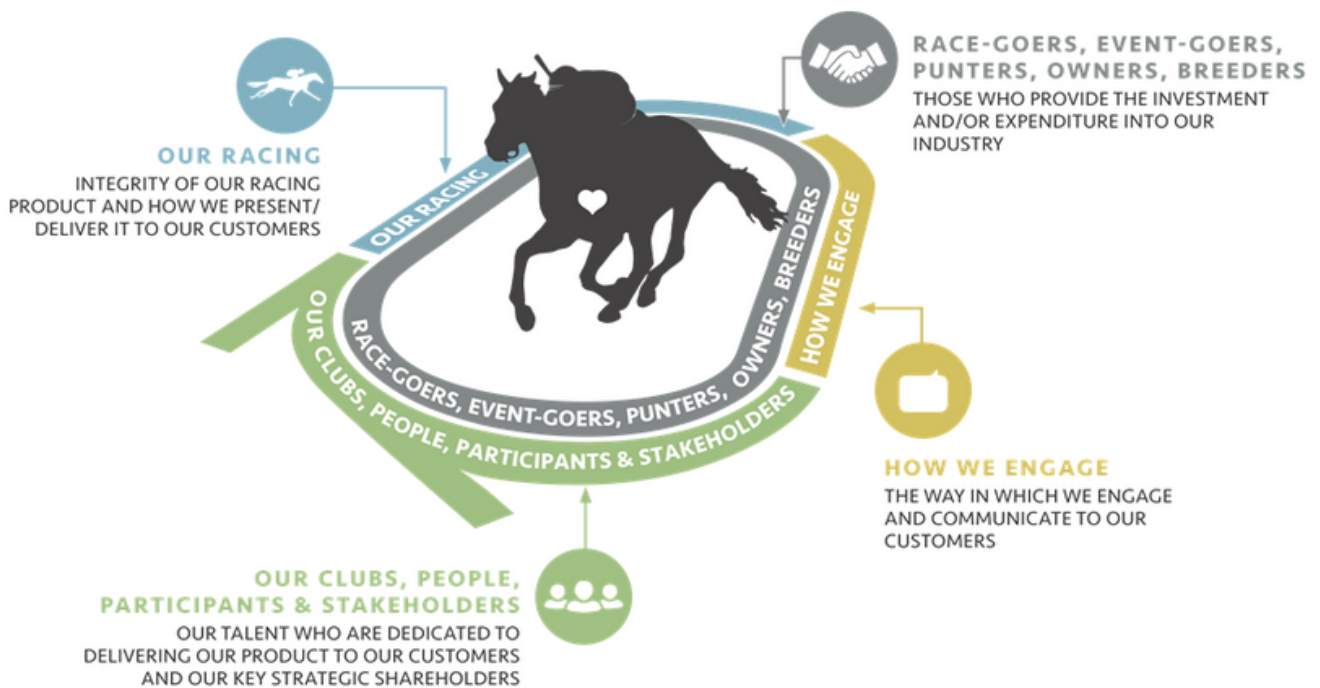 RACE-GOERS, EVENT-GOERS,
PUNTERS, OWNERS, BREEDERS
THOSE WHO PROVIDE THE INVESTMENT
AND/OR EXPENDITURE INTO OUR
INDUSTRY
OUR RACING
INTEGRITY OF OUR RACING
PRODUCT AND HOW WE PRESENT/
DELIVER IT TO OUR CUSTOMERS
OUR RACING
HOW WE ENGAGE
RACE-GOERS, EVENT-GOERS, PUNTERS, OWNERS, BREEDERS
OUR CLUBS, PEOPLE, PARTICIPANTS & STAKEHOLDERS
HOW WE ENGAGE
THE WAY IN WHICH WE ENGAGE
AND COMMUNICATE TO OUR
CUSTOMERS
OUR CLUBS, PEOPLE,
PARTICIPANTS & STAKEHOLDERS
OUR TALENT WHO ARE DEDICATED TO
DELIVERING OUR PRODUCT TO OUR CUSTOMERS
AND OUR KEY STRATEGIC SHAREHOLDERS